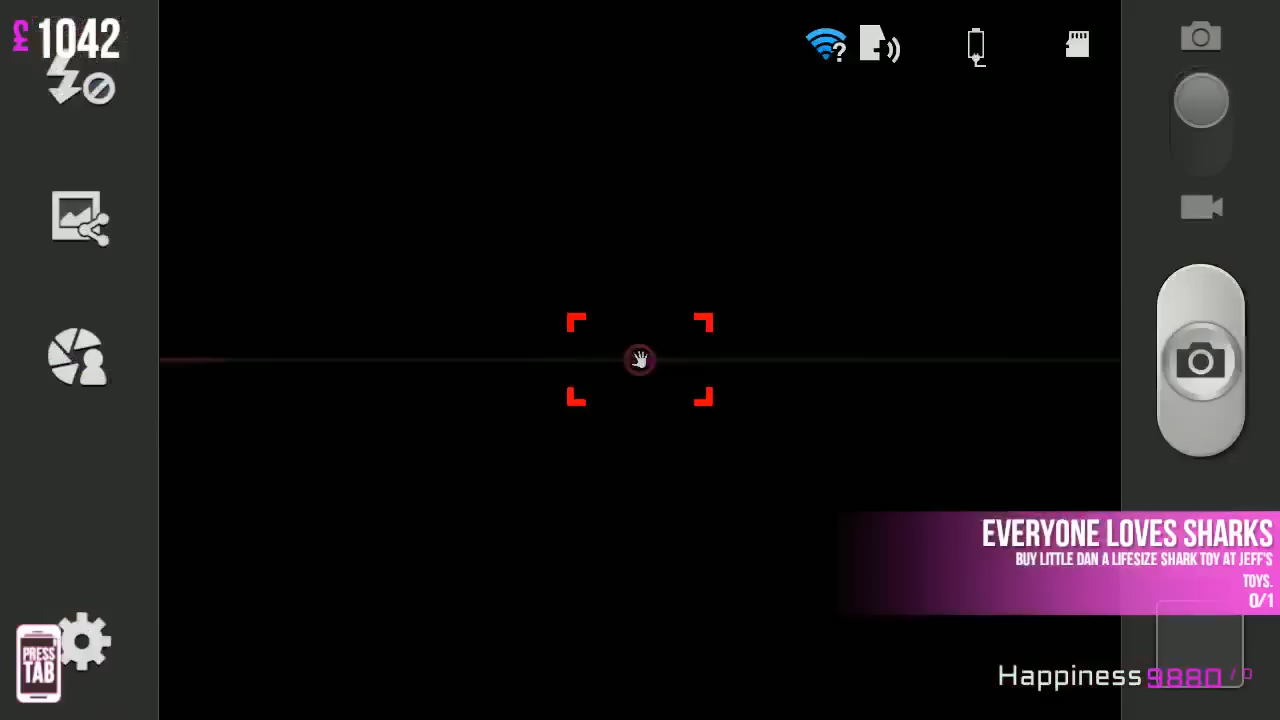 £1042
EVERYONE LOVES SHARKS
BUY LITTLE DAN A LIFESIZE SHARK TOY AT JEFF'S
TOYS.
0/1
PRESS
TAB
Happiness 9880